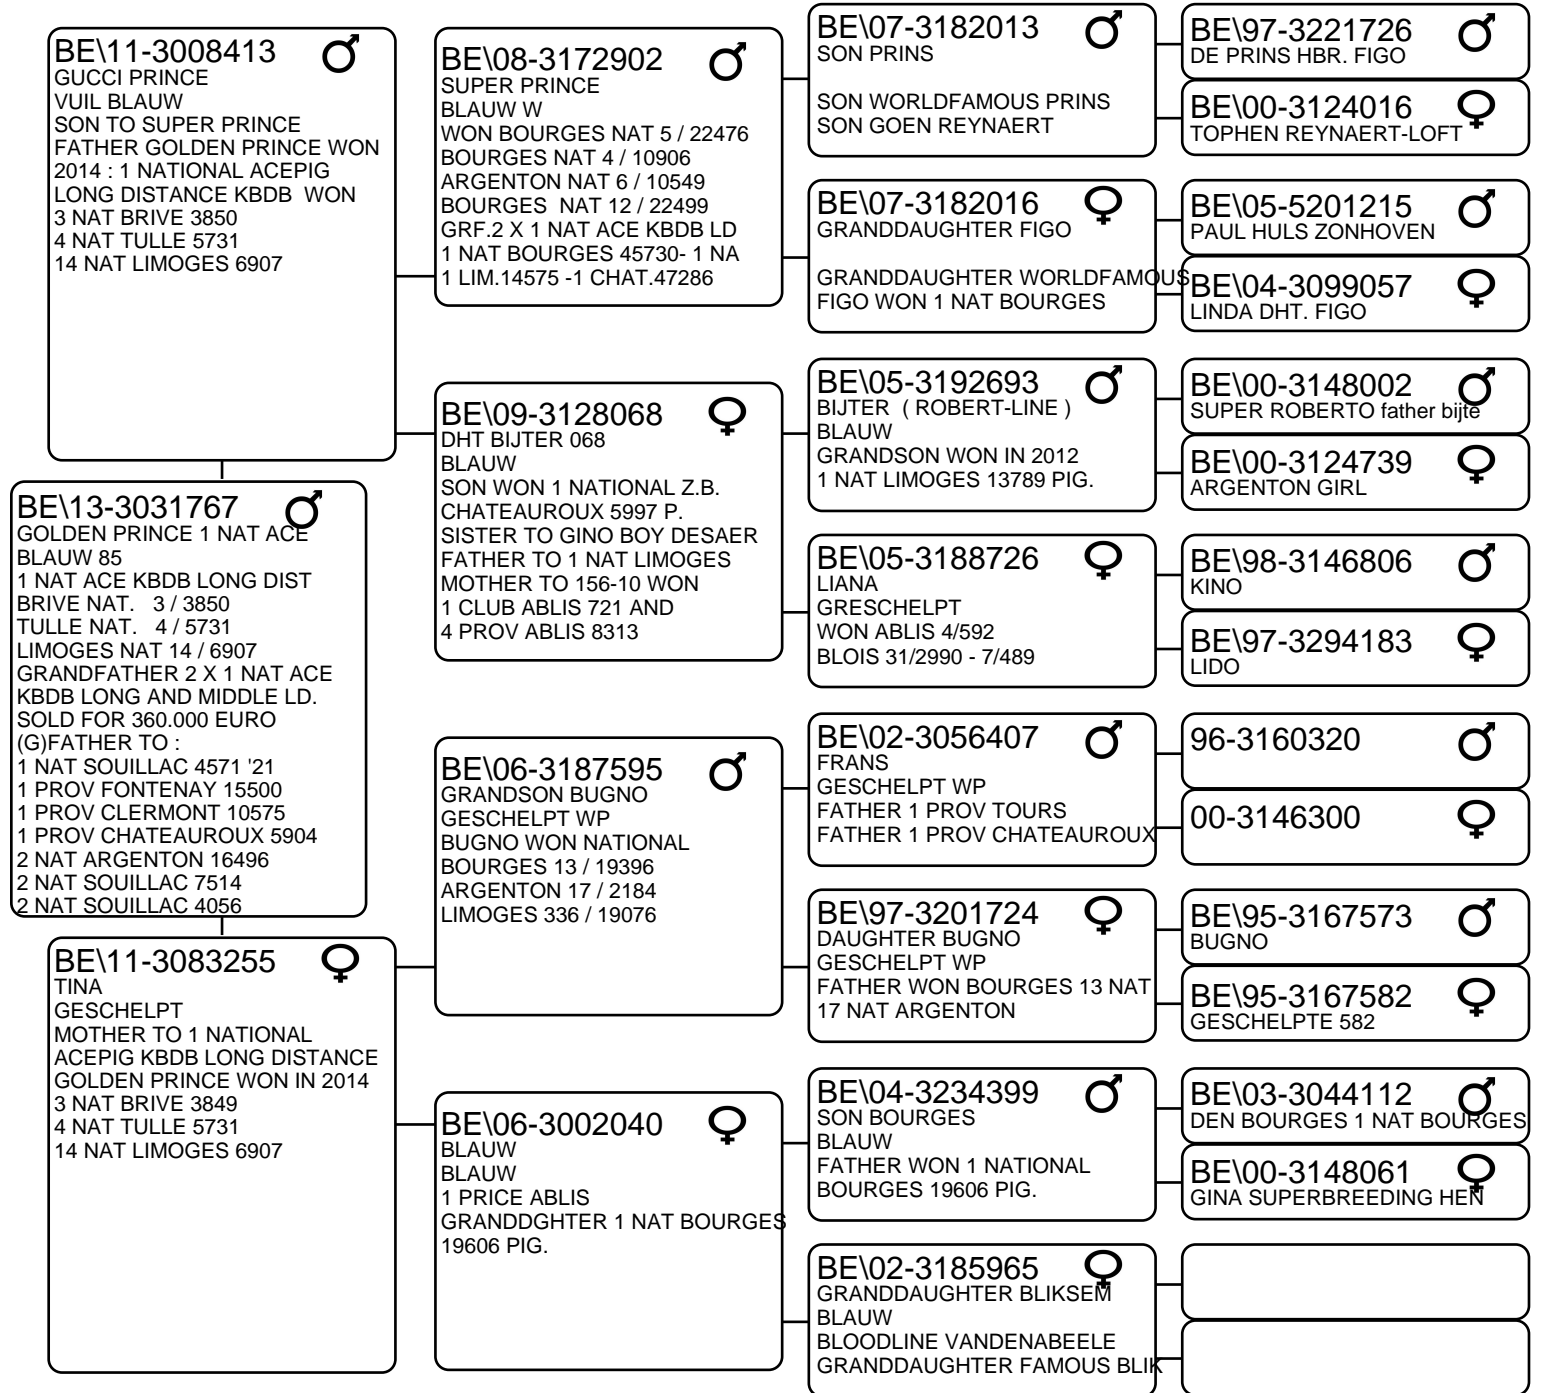 BE\11-3008413
GUCCI PRINCE
VUIL BLAUW
SON TO SUPER PRINCE
FATHER GOLDEN PRINCE WON
2014 : 1 NATIONAL ACEPIG
LONG DISTANCE KBDB WON
3 NAT BRIVE 3850
4 NAT TULLE 5731
14 NAT LIMOGES 6907
BE\13-3031767
GOLDEN PRINCE 1 NAT ACE
BLAUW 85
1 NAT ACE KBDB LONG DIST
BRIVE NAT. 3 / 3850
TULLE NAT. 4 / 5731
LIMOGES NAT 14 / 6907
GRANDFATHER 2 X 1 NAT ACE
KBDB LONG AND MIDDLE LD.
SOLD FOR 360.000 EURO
(G)FATHER TO :
1 NAT SOUILLAC 4571 '21
1 PROV FONTENAY 15500
1 PROV CLERMONT 10575
1 PROV CHATEAUROUX 5904
2 NAT ARGENTON 16496
2 NAT SOUILLAC 7514
2 NAT SOUILLAC 4056
BE\11-3083255
TINA
GESCHELPT
MOTHER TO 1 NATIONAL
ACEPIG KBDB LONG DISTANCE
GOLDEN PRINCE WON IN 2014
3 NAT BRIVE 3849
4 NAT TULLE 5731
14 NAT LIMOGES 6907
BE\08-3172902
SUPER PRINCE
BLAUW W
WON BOURGES NAT 5 / 22476
BOURGES NAT 4 / 10906
ARGENTON NAT 6 / 10549
BOURGES NAT 12 / 22499
GRF.2 X 1 NAT ACE KBDB LD
1 NAT BOURGES 45730- 1 NA
1 LIM.14575 -1 CHAT.47286
BE\09-3128068
DHT BIJTER 068
BLAUW
SON WON 1 NATIONAL Z.B.
CHATEAUROUX 5997 P.
SISTER TO GINO BOY DESAER
FATHER TO 1 NAT LIMOGES
MOTHER TO 156-10 WON
1 CLUB ABLIS 721 AND
4 PROV ABLIS 8313
BE\06-3187595
GRANDSON BUGNO
GESCHELPT WP
BUGNO WON NATIONAL
BOURGES 13 / 19396
ARGENTON 17 / 2184
LIMOGES 336 / 19076
BE\06-3002040
BLAUW
BLAUW
1 PRICE ABLIS
GRANDDGHTER 1 NAT BOURGES
19606 PIG.
BE\07-3182013
SON PRINS
SON WORLDFAMOUS PRINS
SON GOEN REYNAERT
BE\07-3182016
GRANDDAUGHTER FIGO
GRANDDAUGHTER WORLDFAMOUS
FIGO WON 1 NAT BOURGES
BE\05-3192693
BIJTER ( ROBERT-LINE )
BLAUW
GRANDSON WON IN 2012
1 NAT LIMOGES 13789 PIG.
BE\05-3188726
LIANA
GRESCHELPT
WON ABLIS 4/592
BLOIS 31/2990 - 7/489
BE\02-3056407
FRANS
GESCHELPT WP
FATHER 1 PROV TOURS
FATHER 1 PROV CHATEAUROUX
BE\97-3201724
DAUGHTER BUGNO
GESCHELPT WP
FATHER WON BOURGES 13 NAT
17 NAT ARGENTON
BE\04-3234399
SON BOURGES
BLAUW
FATHER WON 1 NATIONAL
BOURGES 19606 PIG.
BE\02-3185965
GRANDDAUGHTER BLIKSEM
BLAUW
BLOODLINE VANDENABEELE
GRANDDAUGHTER FAMOUS BLIK
BE\97-3221726
DE PRINS HBR. FIGO
BE\00-3124016
TOPHEN REYNAERT-LOFT
BE\05-5201215
PAUL HULS ZONHOVEN
BE\04-3099057
LINDA DHT. FIGO
BE\00-3148002
SUPER ROBERTO father bijte
BE\00-3124739
ARGENTON GIRL
BE\98-3146806
KINO
BE\97-3294183
LIDO
96-3160320
00-3146300
BE\95-3167573
BUGNO
BE\95-3167582
GESCHELPTE 582
BE\03-3044112
DEN BOURGES 1 NAT BOURGES
BE\00-3148061
GINA SUPERBREEDING HEN